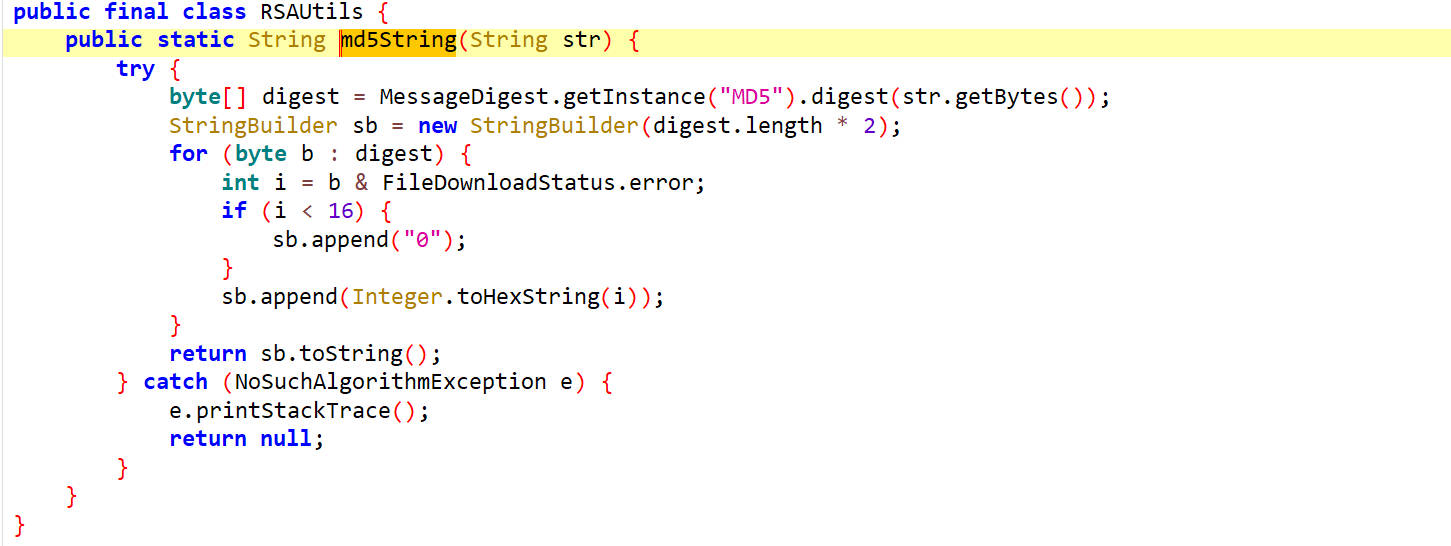 public final class RSAUtils {
    public static String md5String(String str) {
        try {
            byte[] digest = MessageDigest.getInstance("MD5").digest(str.getBytes());
            StringBuilder sb = new StringBuilder(digest.length * 2);
            for (byte b : digest) {
                int i = b & FileDownloadStatus.error;
                if (i < 16) {
                    sb.append("0");
                }
                sb.append(Integer.toHexString(i));
            }
            return sb.toString();
        } catch (NoSuchAlgorithmException e) {
            e.printStackTrace();
            return null;
        }
    }
}